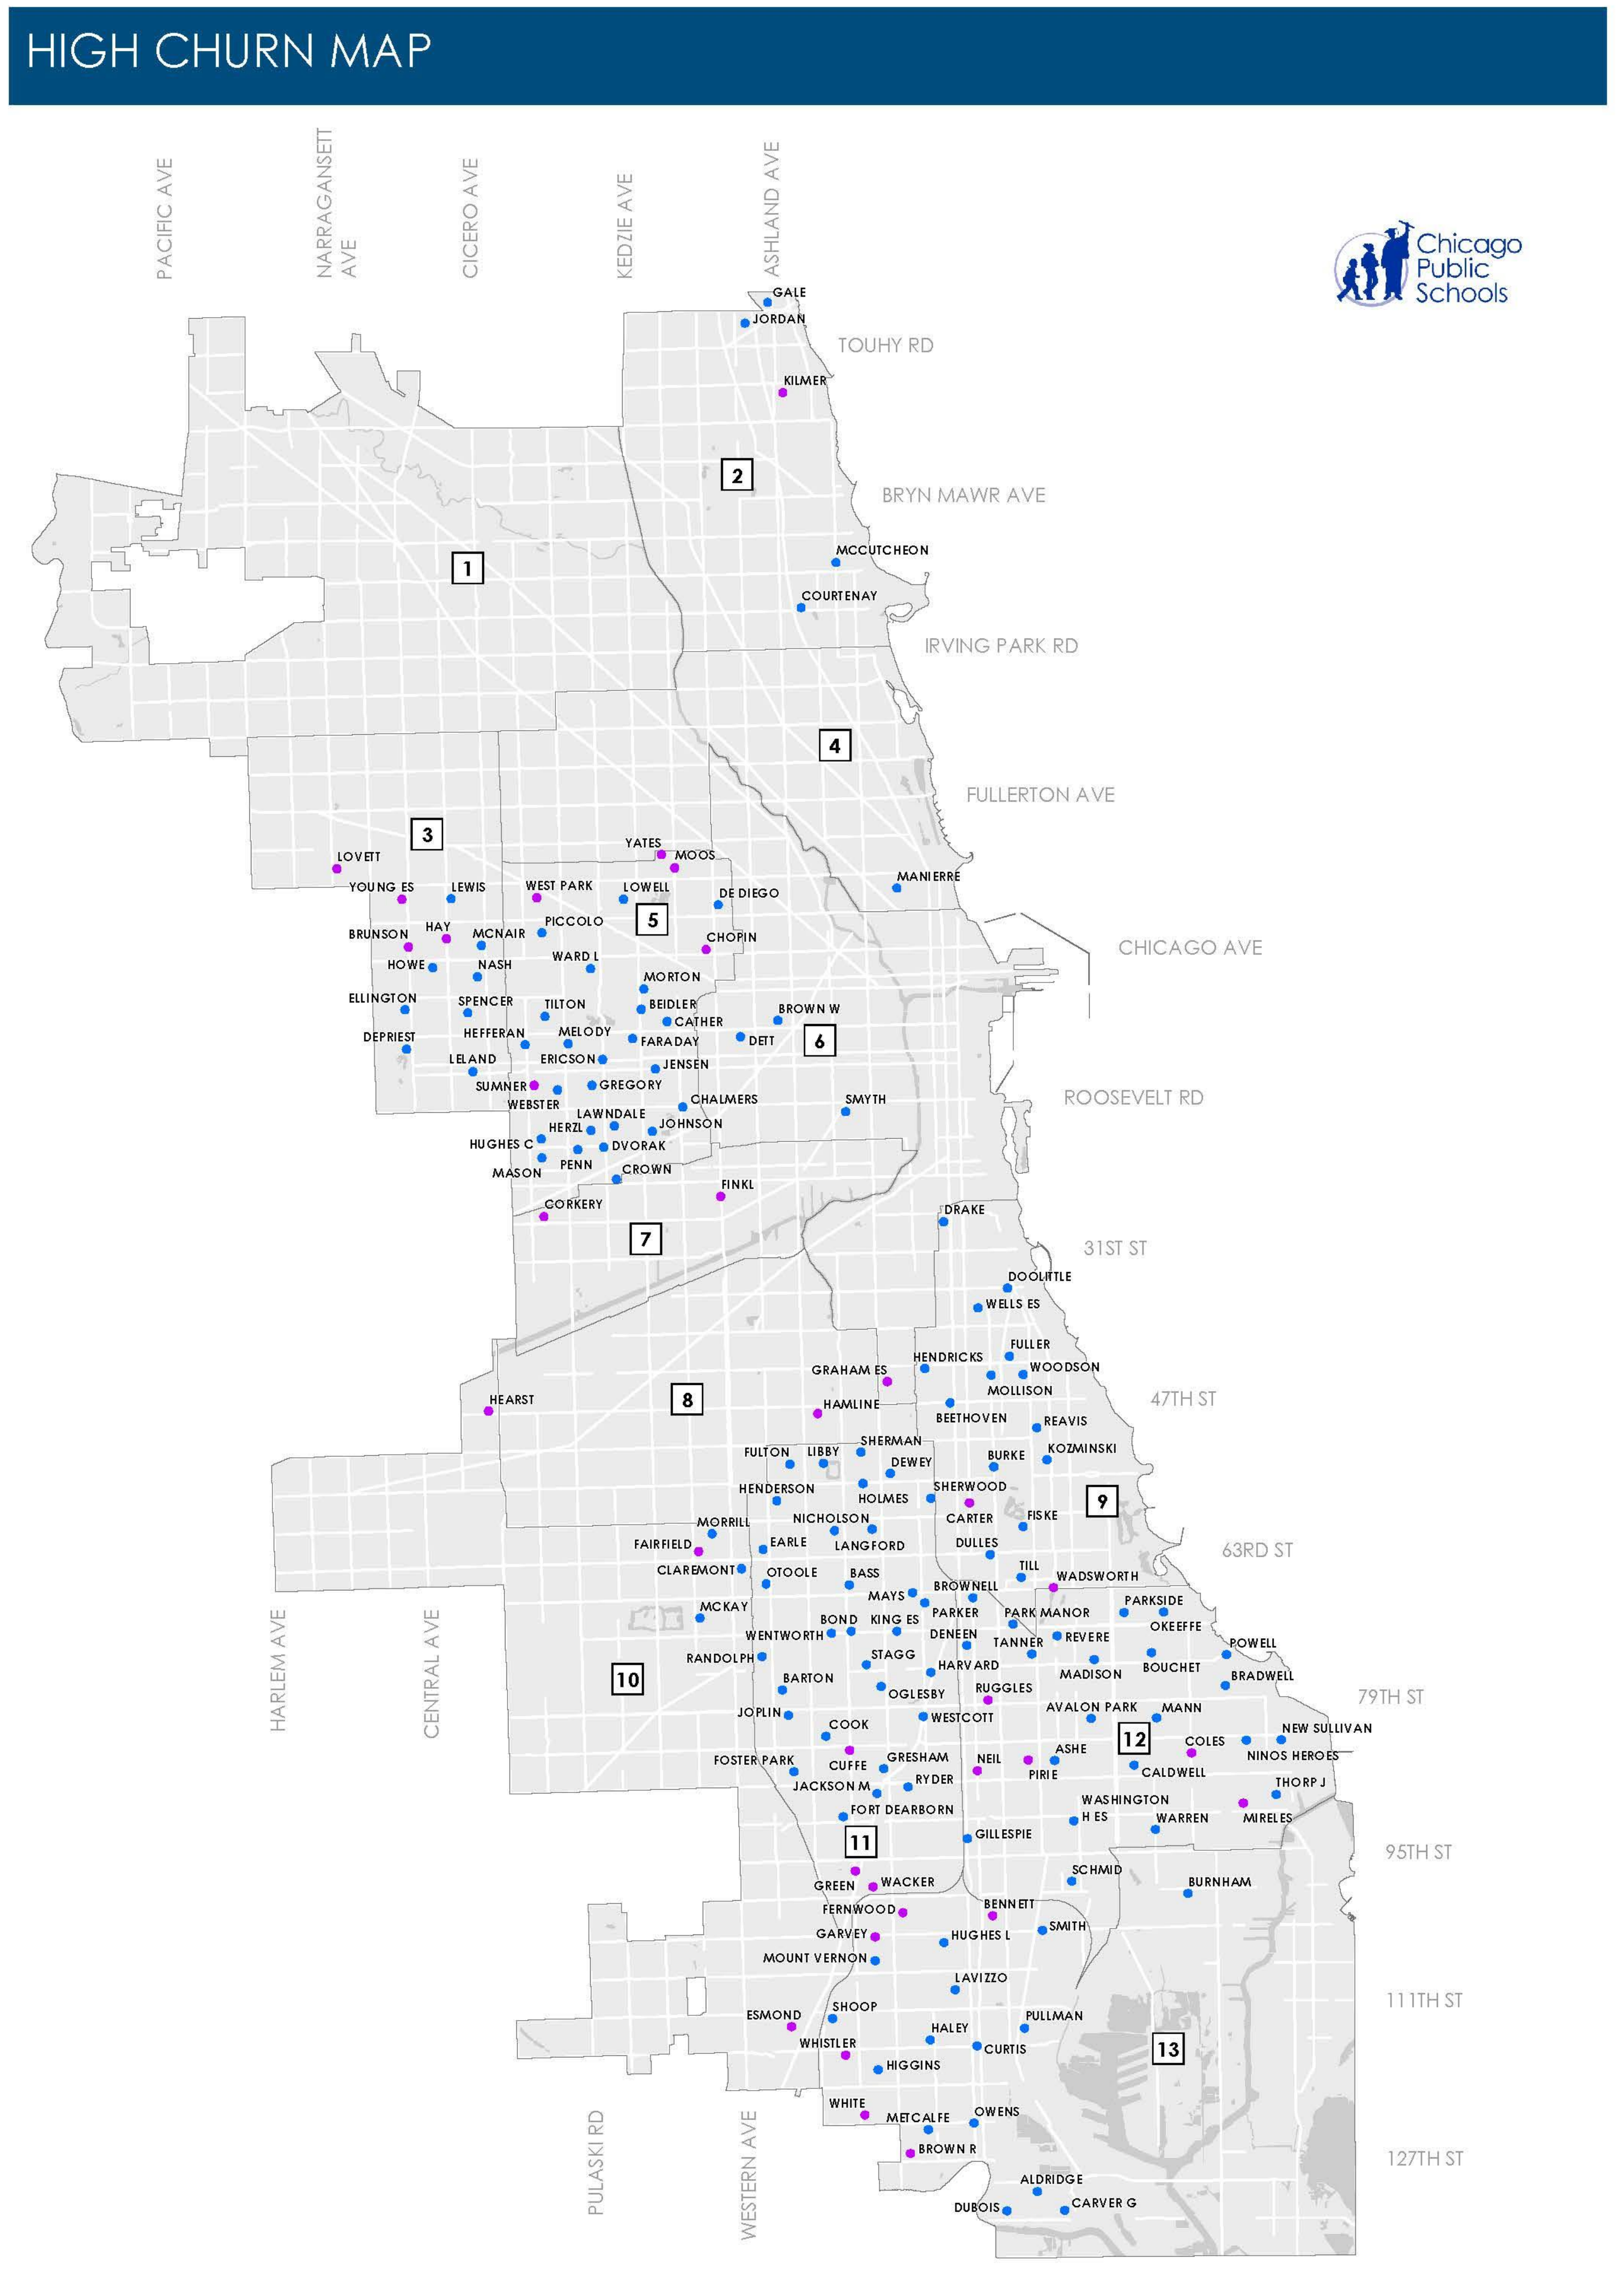 HIGH CHURN MAP
PACIFIC AVE
NARRAGANSETT
AVE
CICERO AVE
KEDZIE AVE
ASHLAND AVE
Chicago
Public
Schools
GALE
JORDAN
TOUHY RD
KILMER
2
BRYN MAWR AVE
MCCUTCHEON
1
COURTENAY
IRVING PARK RD
4
FULLERTON AVE
3
YATES
LOVETT
MOOS
MANIERRE
YOUNG ES
LEWIS
WEST PARK
LOWELL
DE DIEGO
5
PICCOLO
HAY
BRUNSON
MCNAIR
CHOPIN
CHICAGO AVE
WARD L
HOWE
NASH
MORTON
ELLINGTON
SPENCER
TILTON
BEIDLER
BROWN W
CATHER
DEPRIEST
HEFFERAN
MELODY
FARADAY
DETT
6
LELAND
ERICSON
JENSEN
SUMNER
GREGORY
ROOSEVELT RD
WEBSTER
CHALMERS
SMYTH
LAWNDALE
HERZL
JOHNSON
HUGHES C
DVORAK
MASON
PENN
CROWN
FINKL
CORKERY
DRAKE
7
31ST ST
DOOLITTLE
WELLS ES
FULLER
HENDRICKS
WOODSON
GRAHAM ES
MOLLISON
HEARST
8
HAMLINE
47TH ST
BEETHOVEN
REAVIS
SHERMAN
FULTON
LIBBY
KOZMINSKI
BURKE
DEWEY
HENDERSON
SHERWOOD
HOLMES
9
CARTER
FISKE
NICHOLSON
MORRILL
FAIRFIELD
EARLE
LANGFORD
DULLES
63RD ST
CLAREMONT
OTOOLE
BASS
TILL
WADSWORTH
MAYS
BROWNELL
PARKSIDE
MCKAY
PARKER
PARK MANOR
BOND
KING ES
OKEEFFE
WENTWORTH
DENEEN
TANNER
REVERE
POWELL
RANDOLPH
STAGG
HARVARD
MADISON
BOUCHET
BRADWELL
10
BARTON
OGLESBY
RUGGLES
79TH ST
HARLEM AVE
CENTRAL AVE
JOPLIN
WESTCOTT
AVALON PARK
MANN
COOK
NEW SULLIVAN
12
COLES
NINOS HEROES
FOSTER PARK
CUFFE
GRESHAM
NEIL
ASHE
PIRIE
CALDWELL
JACKSON M
RYDER
THORP J
WASHINGTON
H ES
FORT DEARBORN
WARREN
MIRELES
11
GILLESPIE
95TH ST
GREEN
WACKER
SCHMID
BURNHAM
FERNWOOD
BENNETT
GARVEY
HUGHES L
SMITH
MOUNT VERNON
LAVIZZO
111TH ST
ESMOND
SHOOP
PULLMAN
WHISTLER
HALEY
CURTIS
13
HIGGINS
WHITE
METCALFE
OWENS
BROWN R
127TH ST
PULASKI RD
WESTERN AVE
ALDRIDGE
DUBOIS
CARVER G